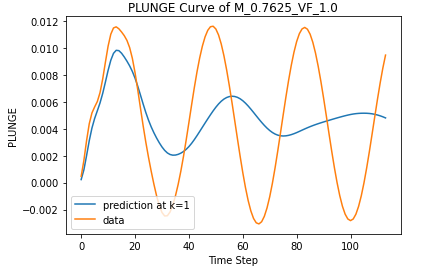 PLUNGE Curve of M_0.7625_VF_1.0
0.012
0.010
0.008
0.006
0.004
0.002
0.000
−0.002
PLUNGE
prediction at k=1
data
0 20 40 60 80 100
Time Step